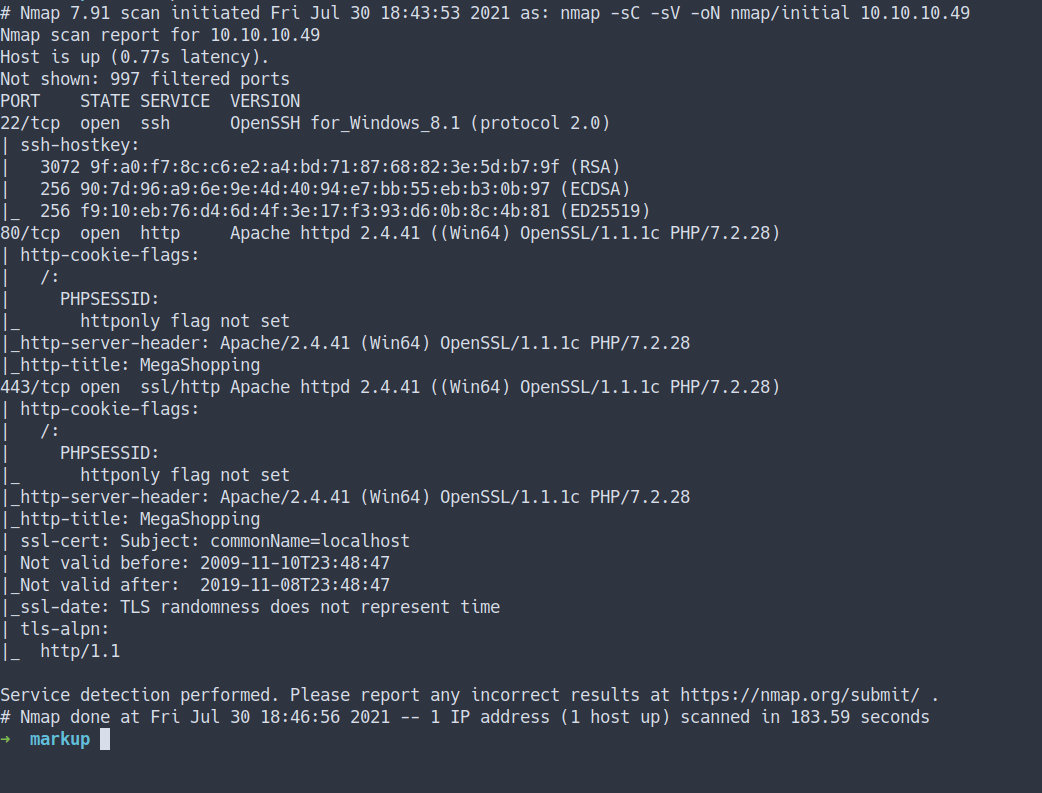 # Nmap 7.91 scan initiated Fri Jul 30 18:43:53 2021 as: nmap -sC -sV -oN nmap/initial 10.10.10.49
Nmap scan report for 10.10.10.49
Host is up (0.77s latency).
Not shown: 997 filtered ports
PORT    STATE SERVICE  VERSION
22/tcp  open  ssh      OpenSSH for_Windows_8.1 (protocol 2.0)
| ssh-hostkey:
|   3072 9f:a0:f7:8c:c6:e2:a4:bd:71:87:68:82:3e:5d:b7:9f (RSA)
|   256 90:7d:96:a9:6e:9e:4d:40:94:e7:bb:55:eb:b3:0b:97 (ECDSA)
|_  256 f9:10:eb:76:d4:6d:4f:3e:17:f3:93:d6:0b:8c:4b:81 (ED25519)
80/tcp  open  http     Apache httpd 2.4.41 ((Win64) OpenSSL/1.1.1c PHP/7.2.28)
| http-cookie-flags:
|   /:
|     PHPSESSID:
|_      httponly flag not set
|_http-server-header: Apache/2.4.41 (Win64) OpenSSL/1.1.1c PHP/7.2.28
|_http-title: MegaShopping
443/tcp open  ssl/http Apache httpd 2.4.41 ((Win64) OpenSSL/1.1.1c PHP/7.2.28)
| http-cookie-flags:
|   /:
|     PHPSESSID:
|_      httponly flag not set
|_http-server-header: Apache/2.4.41 (Win64) OpenSSL/1.1.1c PHP/7.2.28
|_http-title: MegaShopping
| ssl-cert: Subject: commonName=localhost
| Not valid before: 2009-11-10T23:48:47
|_Not valid after:  2019-11-08T23:48:47
|_ssl-date: TLS randomness does not represent time
| tls-alpn:
|_  http/1.1

Service detection performed. Please report any incorrect results at https://nmap.org/submit/ .
# Nmap done at Fri Jul 30 18:46:56 2021 -- 1 IP address (1 host up) scanned in 183.59 seconds
→  markup